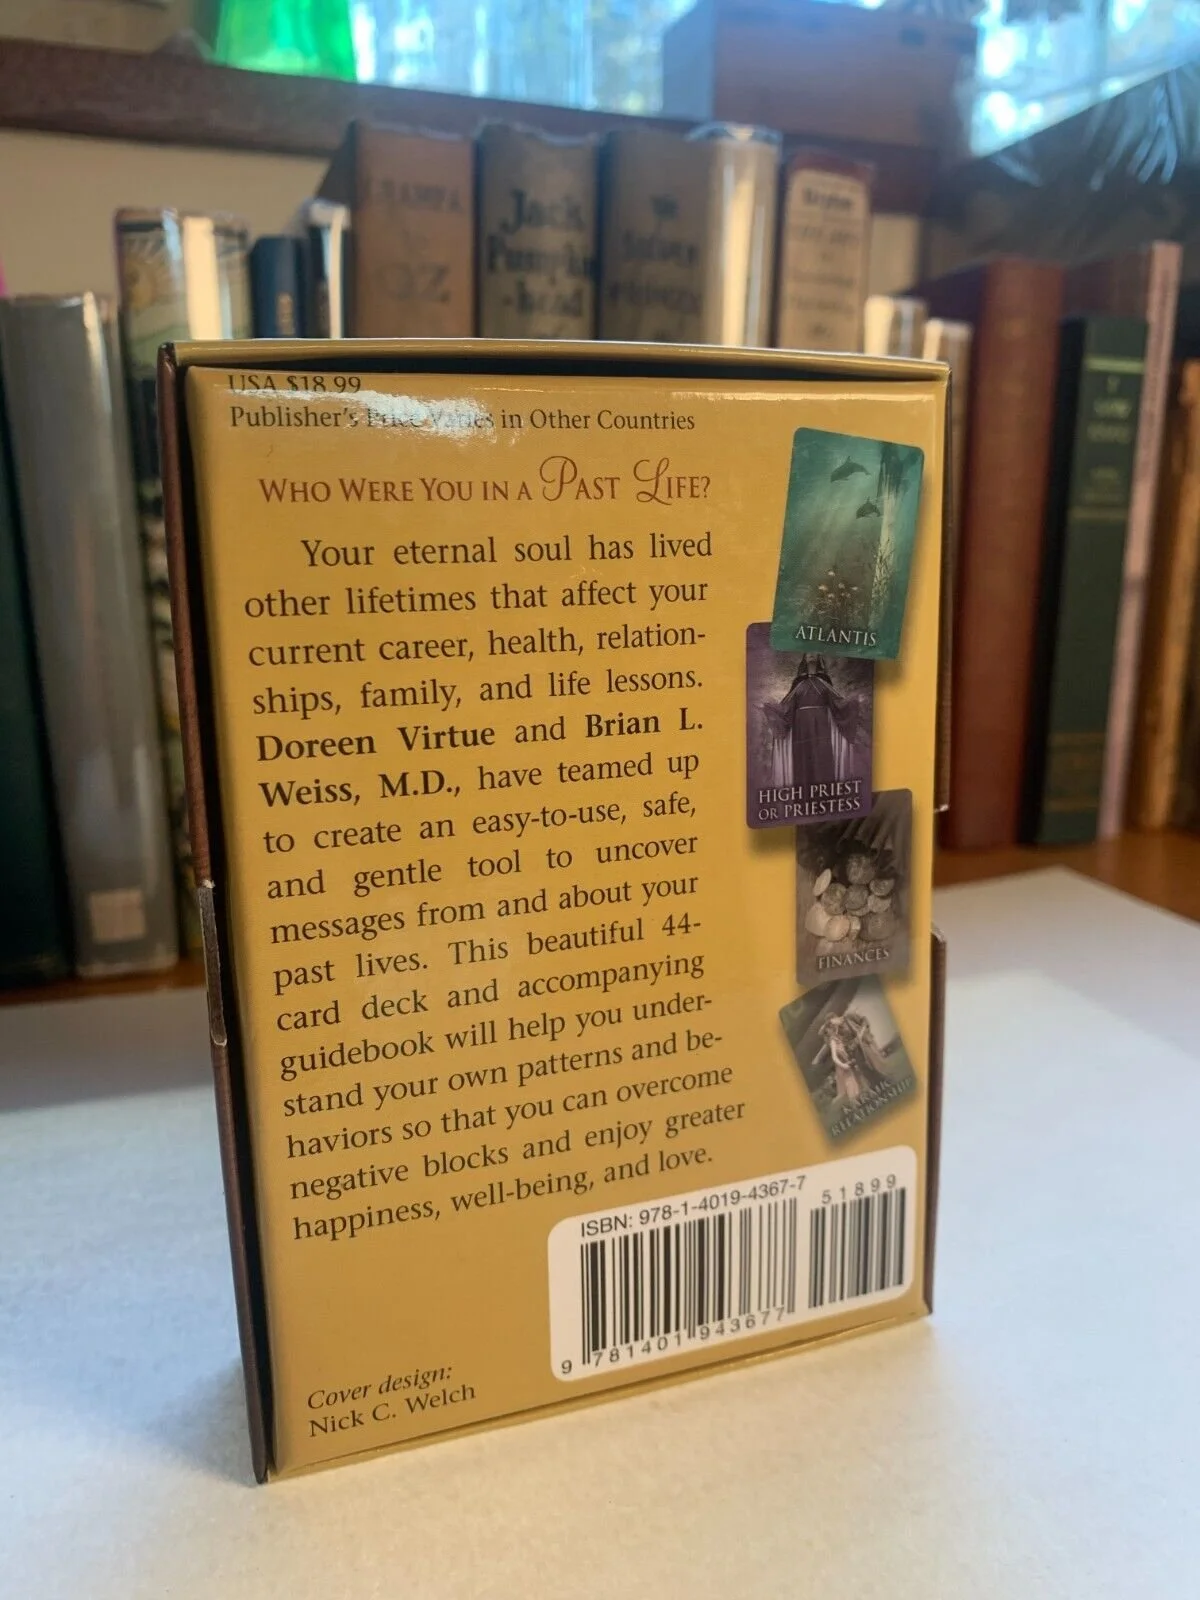 GRAMPA
OZ
Jack
Pumpkin
-head
of
USA $18.99
Publisher's Price Varies in Other Countries
WHO WERE YOU IN A PAST LIFE?
Your eternal soul has lived
other lifetimes that affect your
current career, health, relation-
ships, family, and life lessons.
Doreen Virtue and Brian L.
Weiss, M.D., have teamed up
to create an easy-to-use, safe,
and gentle tool to uncover
messages from and about your
past lives. This beautiful 44-
card deck and accompanying
guidebook will help you under-
stand your own patterns and be-
haviors so that you can overcome
negative blocks and enjoy greater
happiness, well-being, and love.
ATLANTIS
HIGH PRIEST
OR PRIESTESS
FINANCES
KARMIC
RELATIONSHIP
ISBN: 978-1-4019-4367-7
51899
9 781401 943677
Cover design:
Nick C. Welch